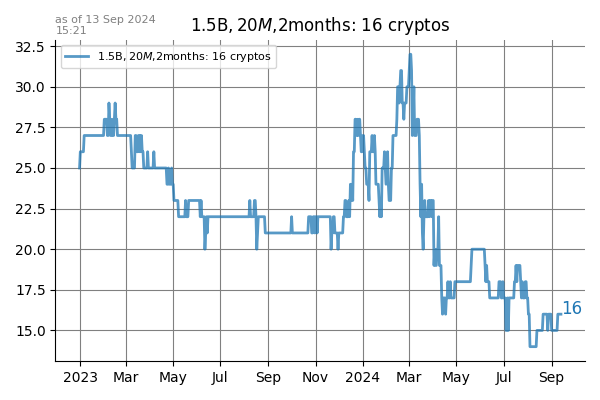 as of 13 Sep 2024
15:21
1.5B, 20M, 2months: 16 cryptos
1.5B, 20M, 2months: 16 cryptos
32.5
30.0
27.5
25.0
22.5
20.0
17.5
15.0
16
2023 Mar May Jul Sep Nov 2024 Mar May Jul Sep